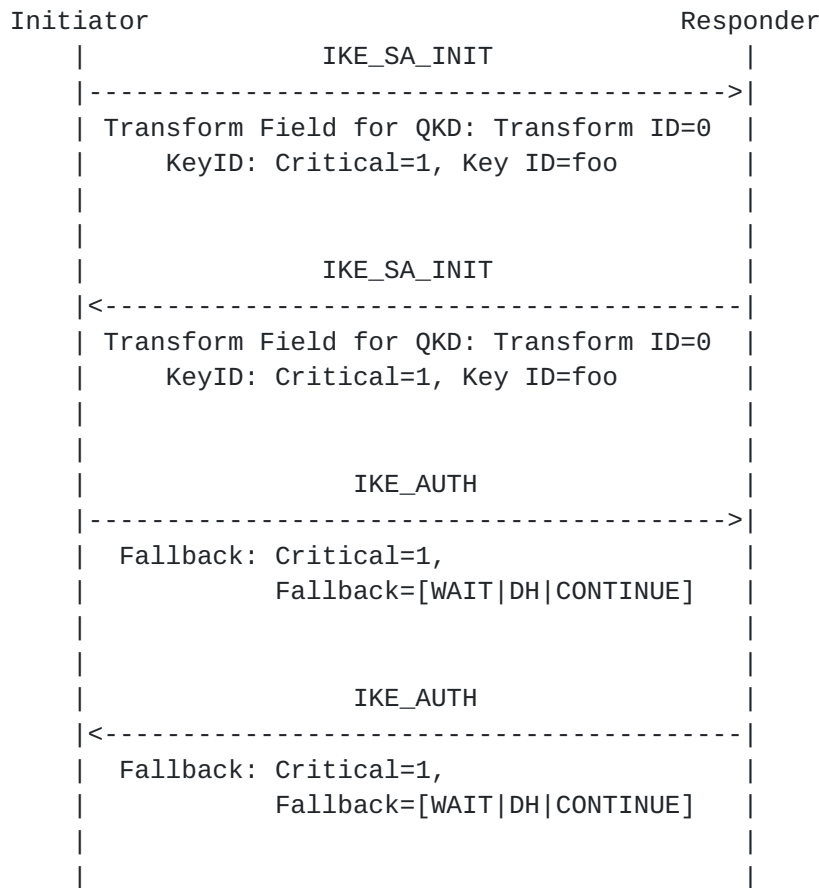 Initiator                                  Responder
    |               IKE_SA_INIT                |
    |----------------------------------------->|
    | Transform Field for QKD: Transform ID=0  |
    |     KeyID: Critical=1, Key ID=foo        |
    |                                          |
    |                                          |
    |               IKE_SA_INIT                |
    |<-----------------------------------------|
    | Transform Field for QKD: Transform ID=0  |
    |     KeyID: Critical=1, Key ID=foo        |
    |                                          |
    |                                          |
    |                 IKE_AUTH                 |
    |----------------------------------------->|
    |  Fallback: Critical=1,                   |
    |            Fallback=[WAIT|DH|CONTINUE]   |
    |                                          |
    |                                          |
    |                 IKE_AUTH                 |
    |<-----------------------------------------|
    |  Fallback: Critical=1,                   |
    |            Fallback=[WAIT|DH|CONTINUE]   |
    |                                          |
    |                                          |